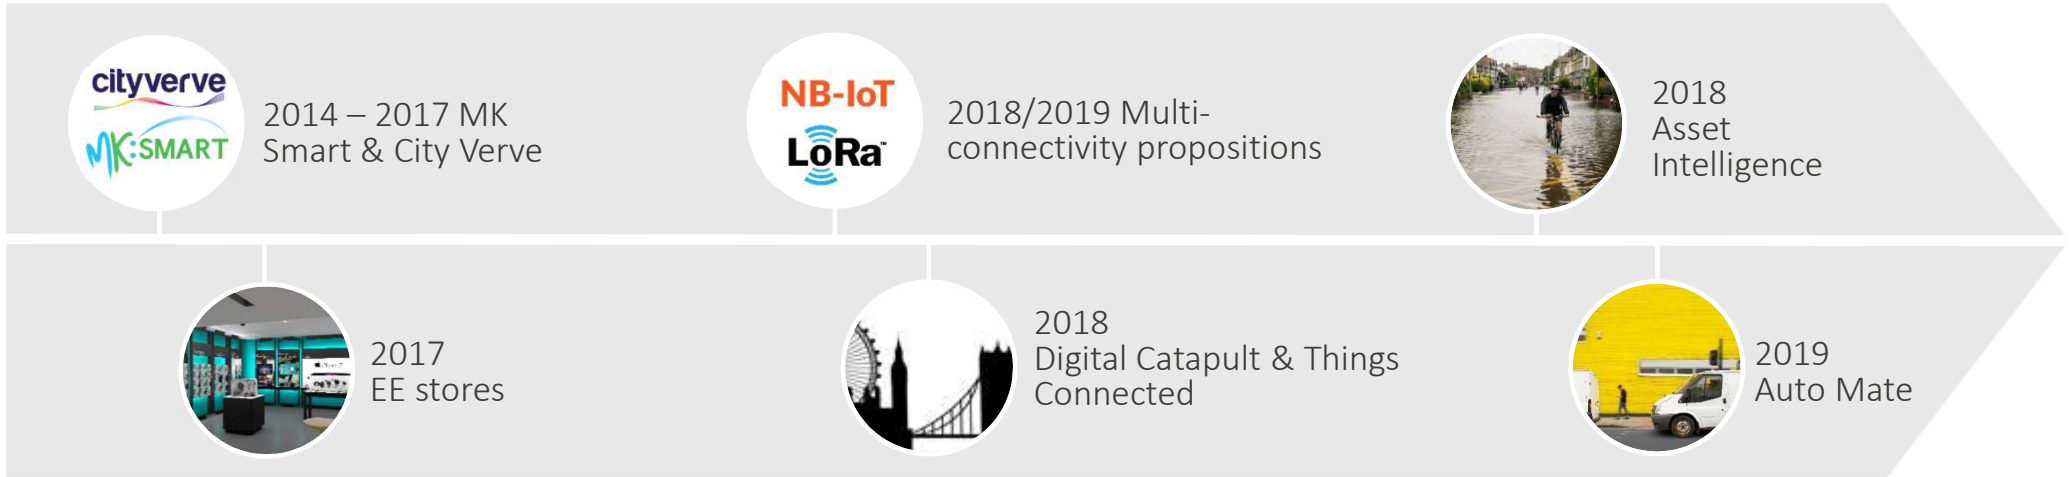 cityverve
MK:SMART
2014 – 2017 MK
Smart & City Verve
NB-IoT
LoRa™
2018/2019 Multi-
connectivity propositions
2018
Asset
Intelligence
2017
EE stores
2018
Digital Catapult & Things
Connected
2019
Auto Mate